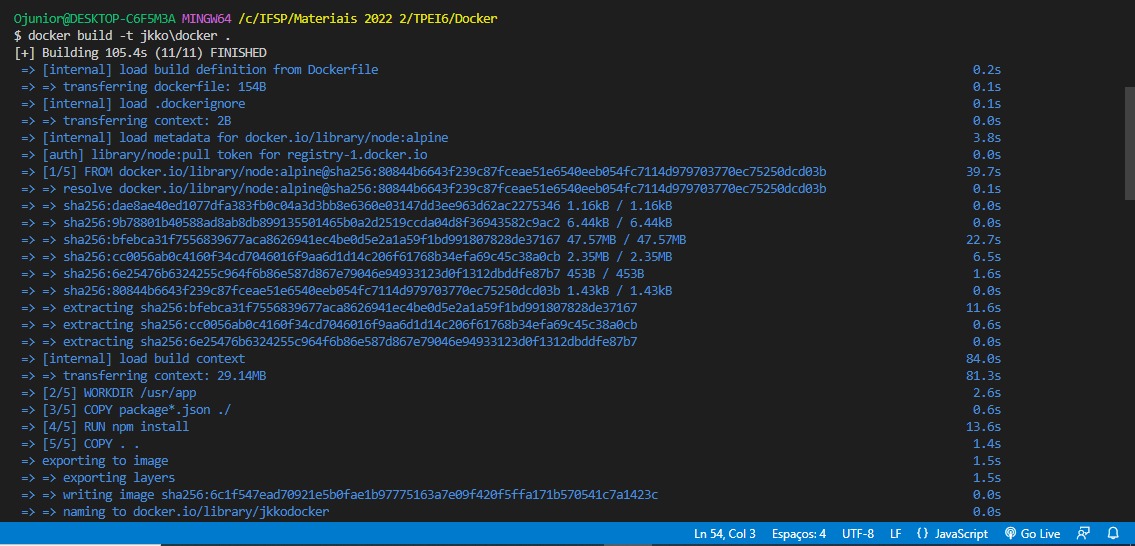 Ojunior@DESKTOP-C6F5M3A MINGW64 /c/IFSP/Materiais 2022 2/TPEI6/Docker
$ docker build -t jkko\docker .
[+] Building 105.4s (11/11) FINISHED
=> [internal] load build definition from Dockerfile 0.2s
=> => transferring dockerfile: 154B 0.1s
=> [internal] load .dockerignore 0.1s
=> => transferring context: 2B 0.0s
=> [internal] load metadata for docker.io/library/node:alpine 3.8s
=> [auth] library/node:pull token for registry-1.docker.io 0.0s
=> [1/5] FROM docker.io/library/node:alpine@sha256:80844b6643f239c87fceae51e6540eeb054fc7114d979703770ec75250dcd03b 39.7s
=> => resolve docker.io/library/node:alpine@sha256:80844b6643f239c87fceae51e6540eeb054fc7114d979703770ec75250dcd03b 0.1s
=> => sha256:dae8ae40ed1077dfa383fb0c04a3d3bb8e6360e03147dd3ee963d62ac2275346 1.16kB / 1.16kB 0.0s
=> => sha256:9b78801b40588ad8ab8db899135501465b0a2d2519ccda04d8f36943582c9ac2 6.44kB / 6.44kB 0.0s
=> => sha256:bfebca31f7556839677aca8626941ec4be0d5e2a1a59f1bd991807828de37167 47.57MB / 47.57MB 22.7s
=> => sha256:cc0056ab0c4160f34cd7046016f9aa6d1d14c206f61768b34efa69c45c38a0cb 2.35MB / 2.35MB 6.5s
=> => sha256:6e25476b6324255c964f6b86e587d867e79046e94933123d0f1312dbddfe87b7 453B / 453B 1.6s
=> => sha256:80844b6643f239c87fceae51e6540eeb054fc7114d979703770ec75250dcd03b 1.43kB / 1.43kB 0.0s
=> => extracting sha256:bfebca31f7556839677aca8626941ec4be0d5e2a1a59f1bd991807828de37167 11.6s
=> => extracting sha256:cc0056ab0c4160f34cd7046016f9aa6d1d14c206f61768b34efa69c45c38a0cb 0.6s
=> => extracting sha256:6e25476b6324255c964f6b86e587d867e79046e94933123d0f1312dbddfe87b7 0.0s
=> [internal] load build context 84.0s
=> => transferring context: 29.14MB 81.3s
=> [2/5] WORKDIR /usr/app 2.6s
=> [3/5] COPY package*.json ./ 0.6s
=> [4/5] RUN npm install 13.6s
=> [5/5] COPY . . 1.4s
=> exporting to image 1.5s
=> => exporting layers 1.5s
=> => writing image sha256:6c1f547ead70921e5b0fae1b97775163a7e09f420f5ffa171b570541c7a1423c 0.0s
=> => naming to docker.io/library/jkkodocker 0.0s
Ln 54, Col 3 Espaços: 4 UTF-8 LF {} JavaScript Go Live